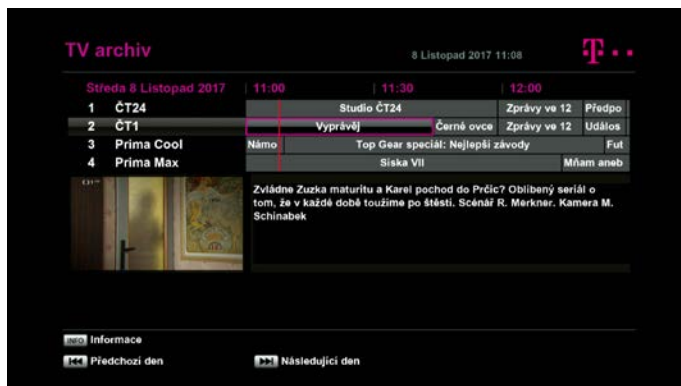 TV archiv
8 Listopad 2017 11:08
T
Středa 8 Listopad 2017 11:00 11:30 12:00
1 ČT24 Studio ČT24 Zprávy ve 12 Předpo
2 ČT1 Vyprávěj Černé ovce Zprávy ve 12 Událos
3 Prima Cool Námo Top Gear speciál: Nejlepší závody Fut
4 Prima Max Siska VII Mňam aneb
Zvládne Zuzka maturitu a Karel pochod do Prčic? Oblíbený seriál o
tom, že v každé době toužíme po štěstí. Scénář R. Merkner. Kamera M.
Schinabek
INFO Informace
Předchozí den Následující den